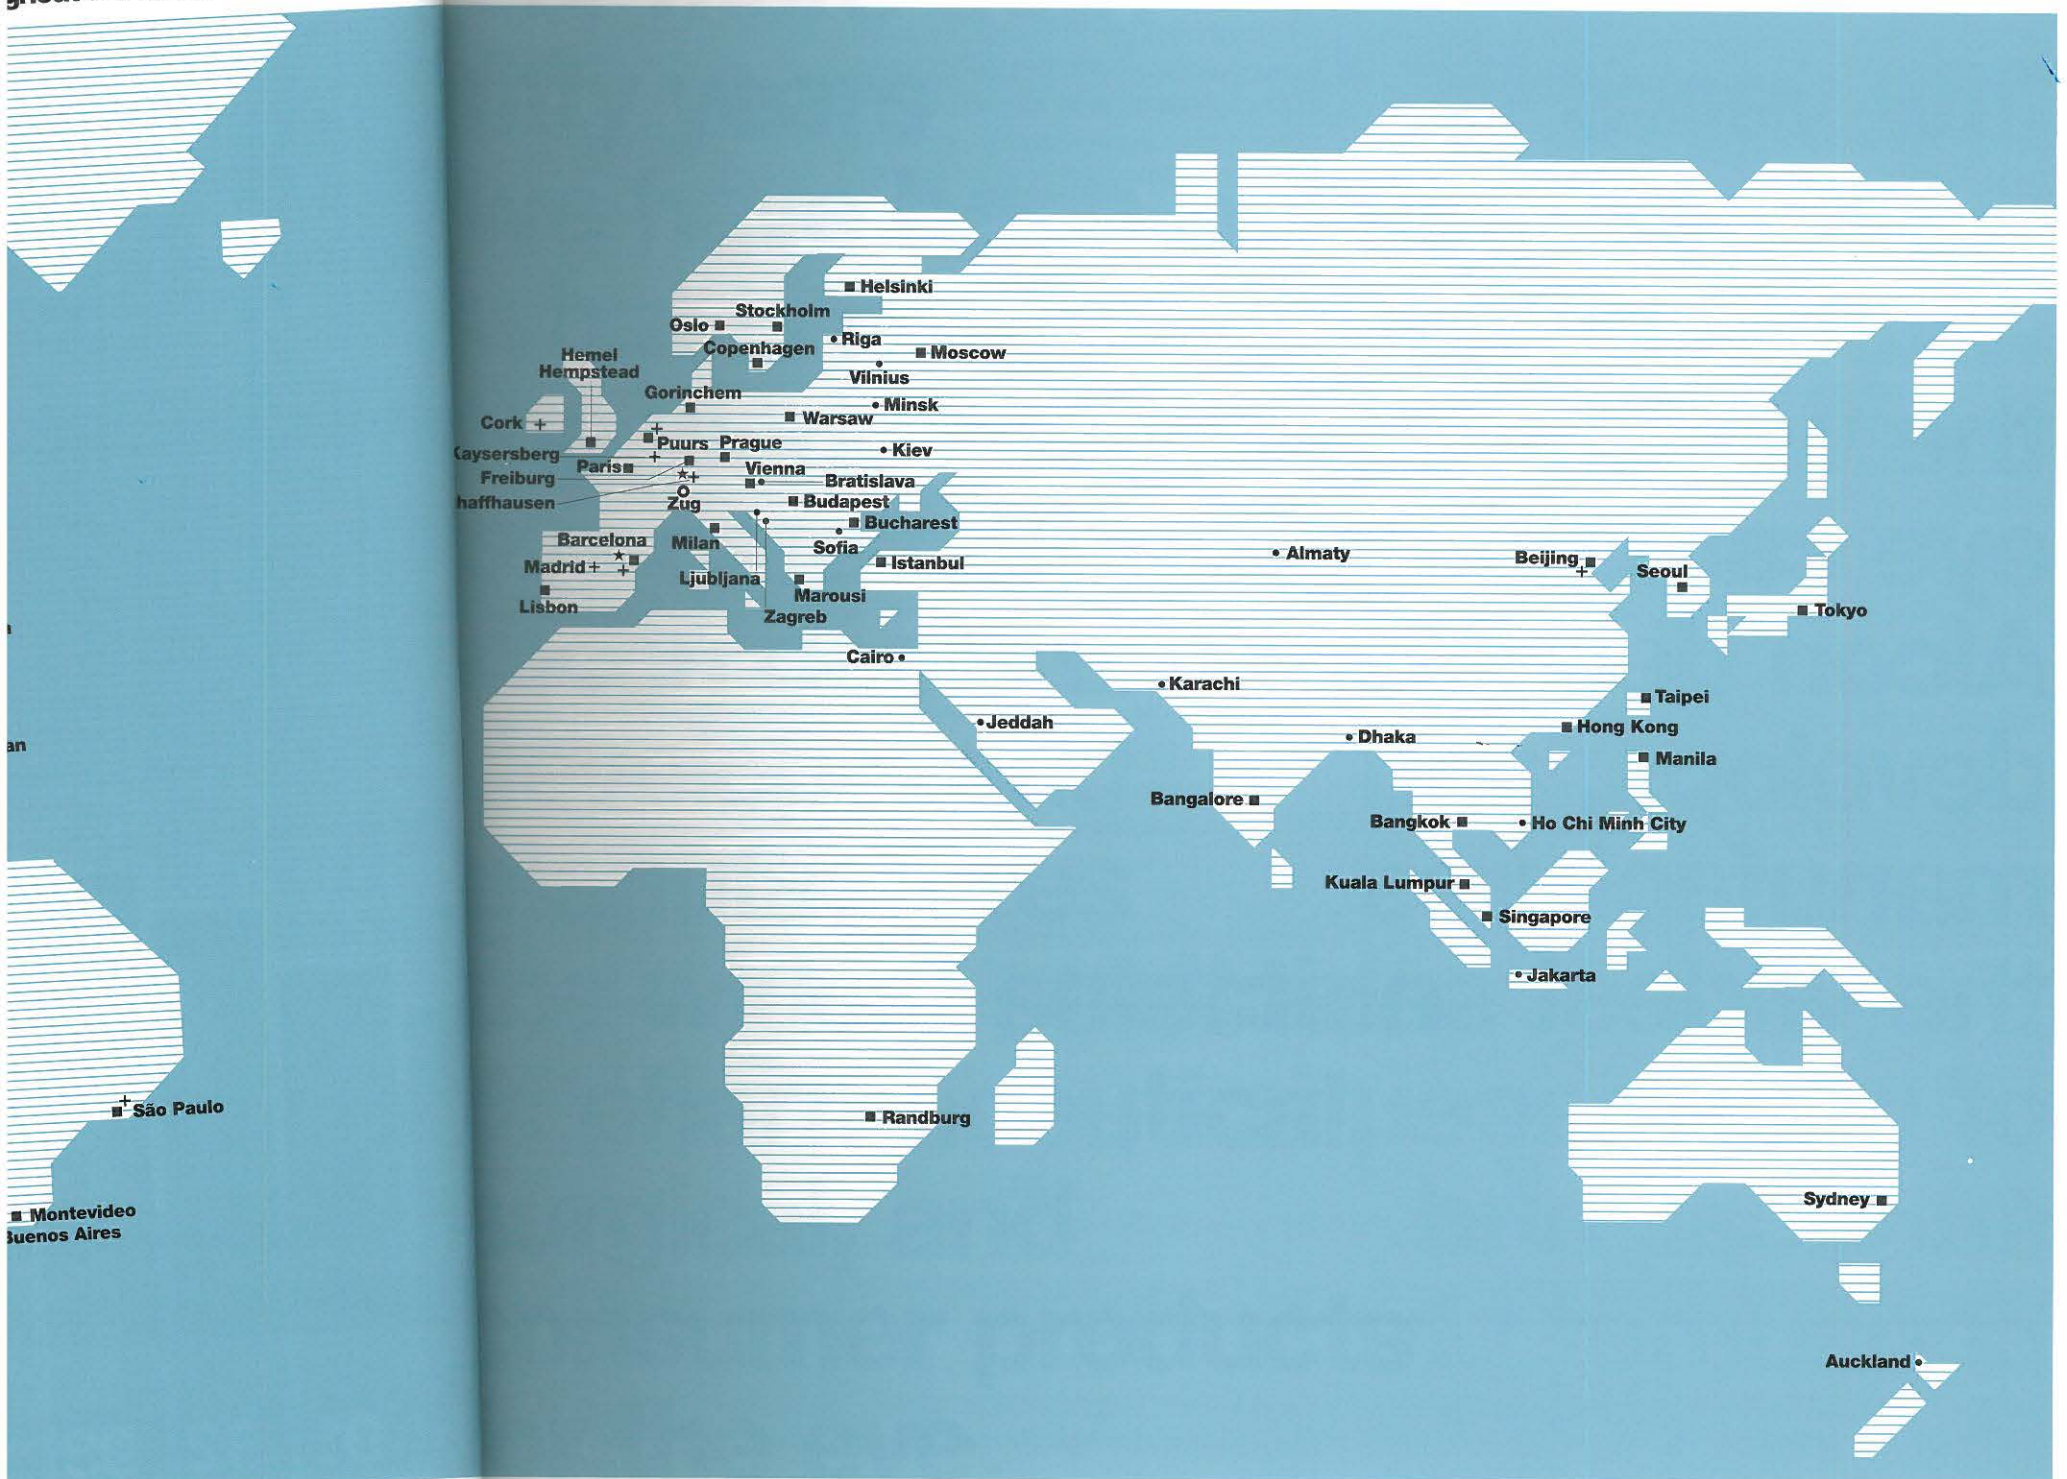 Helsinki
Stockholm
Oslo
Riga
Copenhagen
Moscow
Hemel
Hempstead
Vilnius
Gorinchem
Minsk
Warsaw
Cork
Puurs
Prague
Kiev
Kaysersberg
Paris
Vienna
Freiburg
Bratislava
haffhausen
Zug
Budapest
Bucharest
Barcelona
Milan
Sofia
Almaty
Beijing
Istanbul
Madrid
Seoul
Ljubljana
Marousi
Lisbon
Zagreb
Tokyo
Cairo
Karachi
Taipei
Jeddah
Hong Kong
Dhaka
an
Manila
Bangalore
Bangkok
Ho Chi Minh City
Kuala Lumpur
Singapore
Jakarta
São Paulo
Randburg
Sydney
Montevideo
Buenos Aires
Auckland